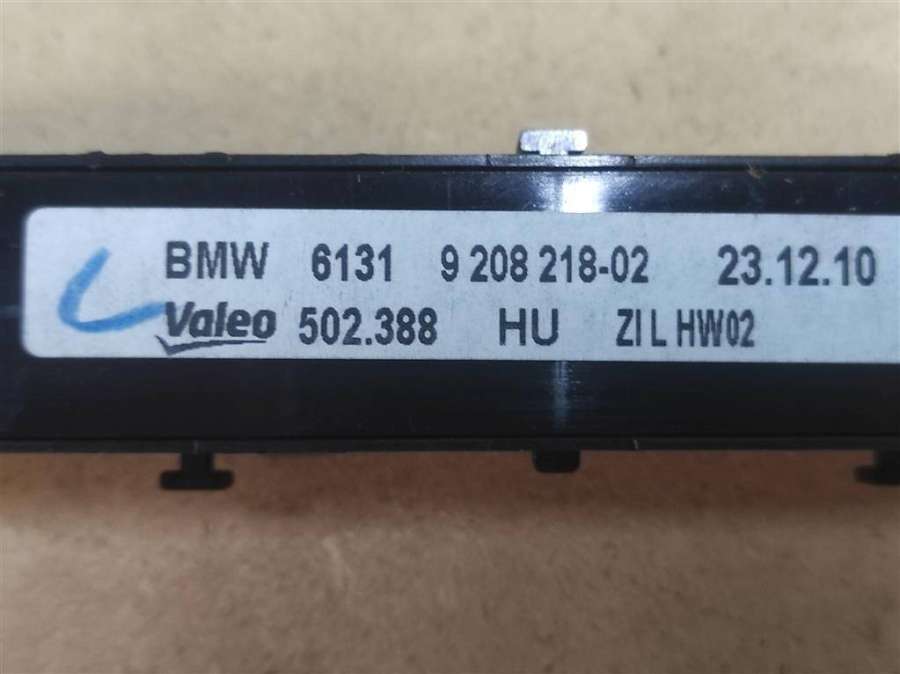 BMW 6131 9 208 218-02 23.12.10
Valeo 502.388 HU ZI L HW02